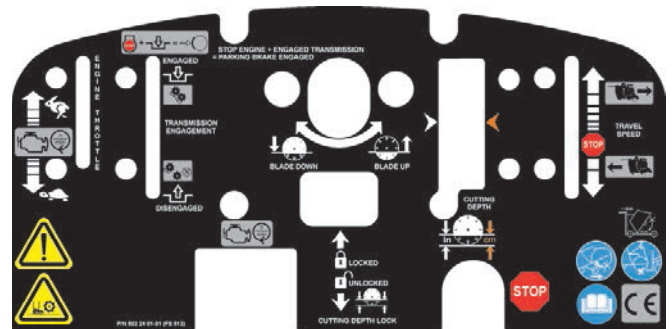 STOP
STOP ENGINE + ENGAGED TRANSMISSION
= PARKING BRAKE ENGAGED
ENGAGED
ENGINE THROTTLE
TRANSMISSION
ENGAGEMENT
TRAVEL
SPEED
STOP
BLADE DOWN
BLADE UP
DISENGAGED
CUTTING
DEPTH
in
cm
LOCKED
UNLOCKED
CUTTING DEPTH LOCK
STOP
CE